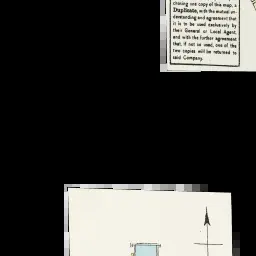 chasing one copy of this map, a
Duplicate, with the mutual un-
derstanding and agreement that
it is to be used exclusively by
their General or Local Agent,
and with the further agreement
that, if not so used, one of the
two copies will be returned to
said Company.